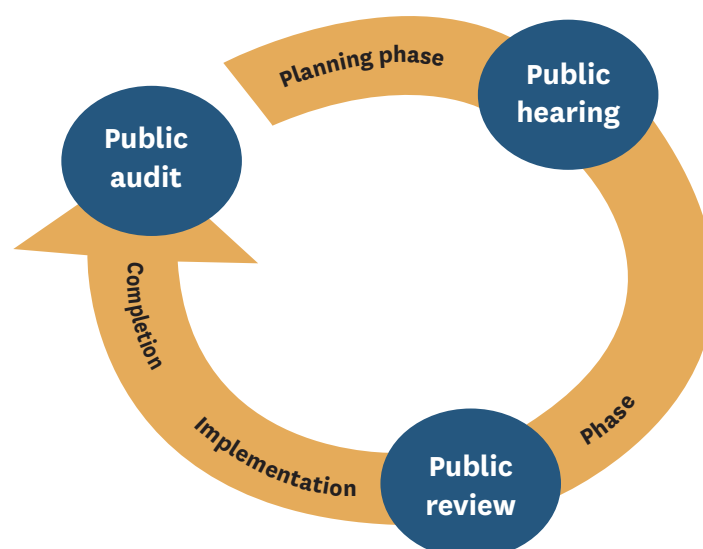 Planning phase
Public
hearing
Phase
Public
review
Implementation
Completion
Public
audit